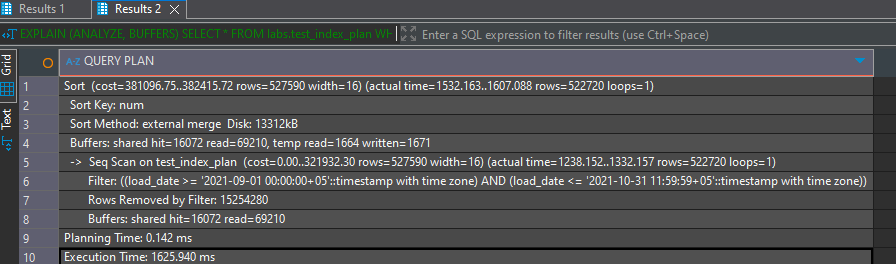 Results 1
Results 2
EXPLAIN (ANALYZE, BUFFERS) SELECT * FROM labs.test_index_plan WH
Enter a SQL expression to filter results (use Ctrl+Space)
Grid
Text
A-Z QUERY PLAN
1 Sort (cost=381096.75..382415.72 rows=527590 width=16) (actual time=1532.163..1607.088 rows=522720 loops=1)
2 Sort Key: num
3 Sort Method: external merge Disk: 13312kB
4 Buffers: shared hit=16072 read=69210, temp read=1664 written=1671
5 -> Seq Scan on test_index_plan (cost=0.00..321932.30 rows=527590 width=16) (actual time=1238.152..1332.157 rows=522720 loops=1)
6 Filter: ((load_date >= '2021-09-01 00:00:00+05'::timestamp with time zone) AND (load_date <= '2021-10-31 11:59:59+05'::timestamp with time zone))
7 Rows Removed by Filter: 15254280
8 Buffers: shared hit=16072 read=69210
9 Planning Time: 0.142 ms
10 Execution Time: 1625.940 ms